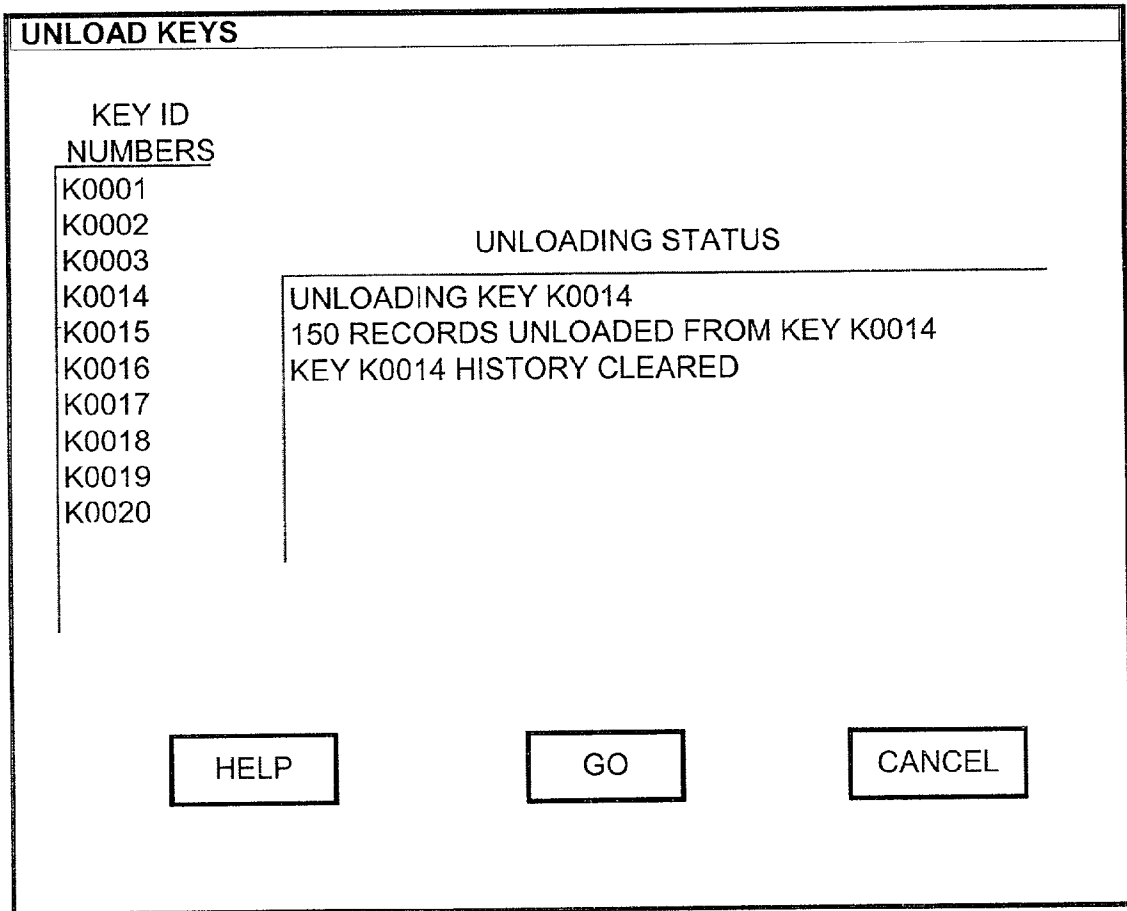 UNLOAD KEYS
KEY ID
NUMBERS
K0001
K0002
K0003
K0014
K0015
K0016
K0017
K0018
K0019
K0020
UNLOADING STATUS
UNLOADING KEY K0014
150 RECORDS UNLOADED FROM KEY K0014
KEY K0014 HISTORY CLEARED
HELP
GO
CANCEL